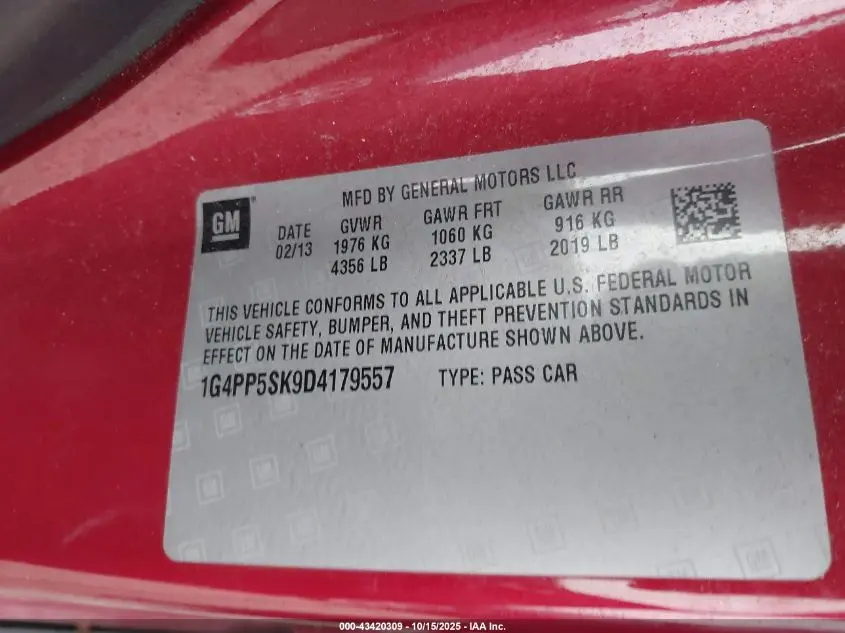 MFD BY GENERAL MOTORS LLC
GM
DATE GVWR GAWR FRT GAWR RR
02/13 1976 KG 1060 KG 916 KG
4356 LB 2337 LB 2019 LB
THIS VEHICLE CONFORMS TO ALL APPLICABLE U.S. FEDERAL MOTOR
VEHICLE SAFETY, BUMPER, AND THEFT PREVENTION STANDARDS IN
EFFECT ON THE DATE OF MANUFACTURE SHOWN ABOVE.
1G4PP5SK9D4179557 TYPE: PASS CAR
000-43420309 - 10/15/2025 - IAA Inc.